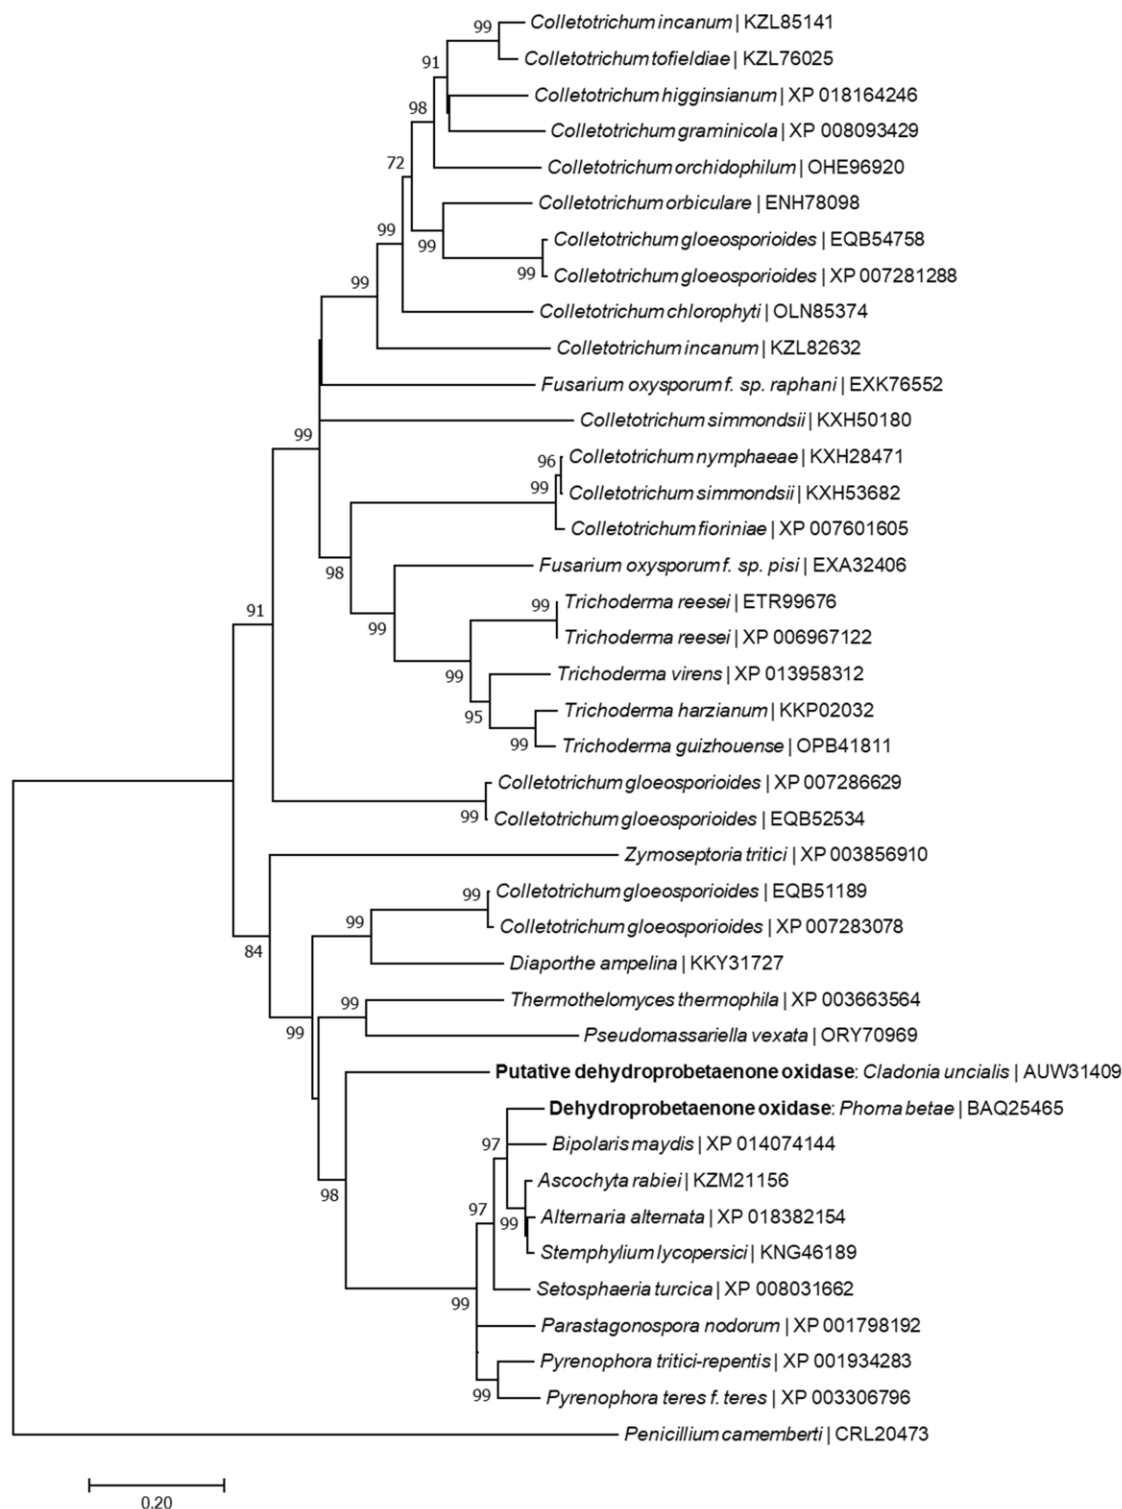 99
Colletotrichum incanum | KZL85141
Colletotrichum tofieldiae | KZL76025
91
Colletotrichum higginsianum | XP 018164246
98
Colletotrichum graminicola | XP 008093429
72
Colletotrichum orchidophilum | OHE96920
Colletotrichum orbiculare | ENH78098
99
99
Colletotrichum gloeosporioides | EQB54758
99
Colletotrichum gloeosporioides | XP 007281288
99
Colletotrichum chlorophyti | OLN85374
Colletotrichum incanum | KZL82632
Fusarium oxysporum f. sp. raphani | EXK76552
Colletotrichum simmondsii | KXH50180
99
96
Colletotrichum nymphaeae | KXH28471
99
Colletotrichum simmondsii | KXH53682
Colletotrichum fioriniae | XP 007601605
98
Fusarium oxysporum f. sp. pisi | EXA32406
99
Trichoderma reesei | ETR99676
91
99
Trichoderma reesei | XP 006967122
99
Trichoderma virens | XP 013958312
95
Trichoderma harzianum | KKP02032
99
Trichoderma guizhouense | OPB41811
Colletotrichum gloeosporioides | XP 007286629
99
Colletotrichum gloeosporioides | EQB52534
Zymoseptoria tritici | XP 003856910
99
Colletotrichum gloeosporioides | EQB51189
99
Colletotrichum gloeosporioides | XP 007283078
84
Diaporthe ampelina | KKY31727
99
Thermothelomyces thermophila | XP 003663564
99
Pseudomassariella vexata | ORY70969
Putative dehydroprobetaenone oxidase: Cladonia uncialis | AUW31409
Dehydroprobetaenone oxidase: Phoma betae | BAQ25465
97
Bipolaris maydis | XP 014074144
98
Ascochyta rabiei | KZM21156
97
99
Alternaria alternata | XP 018382154
Stemphylium lycopersici | KNG46189
99
Setosphaeria turcica | XP 008031662
Parastagonospora nodorum | XP 001798192
Pyrenophora tritici-repentis | XP 001934283
99
Pyrenophora teres f. teres | XP 003306796
Penicillium camemberti | CRL20473
0.20